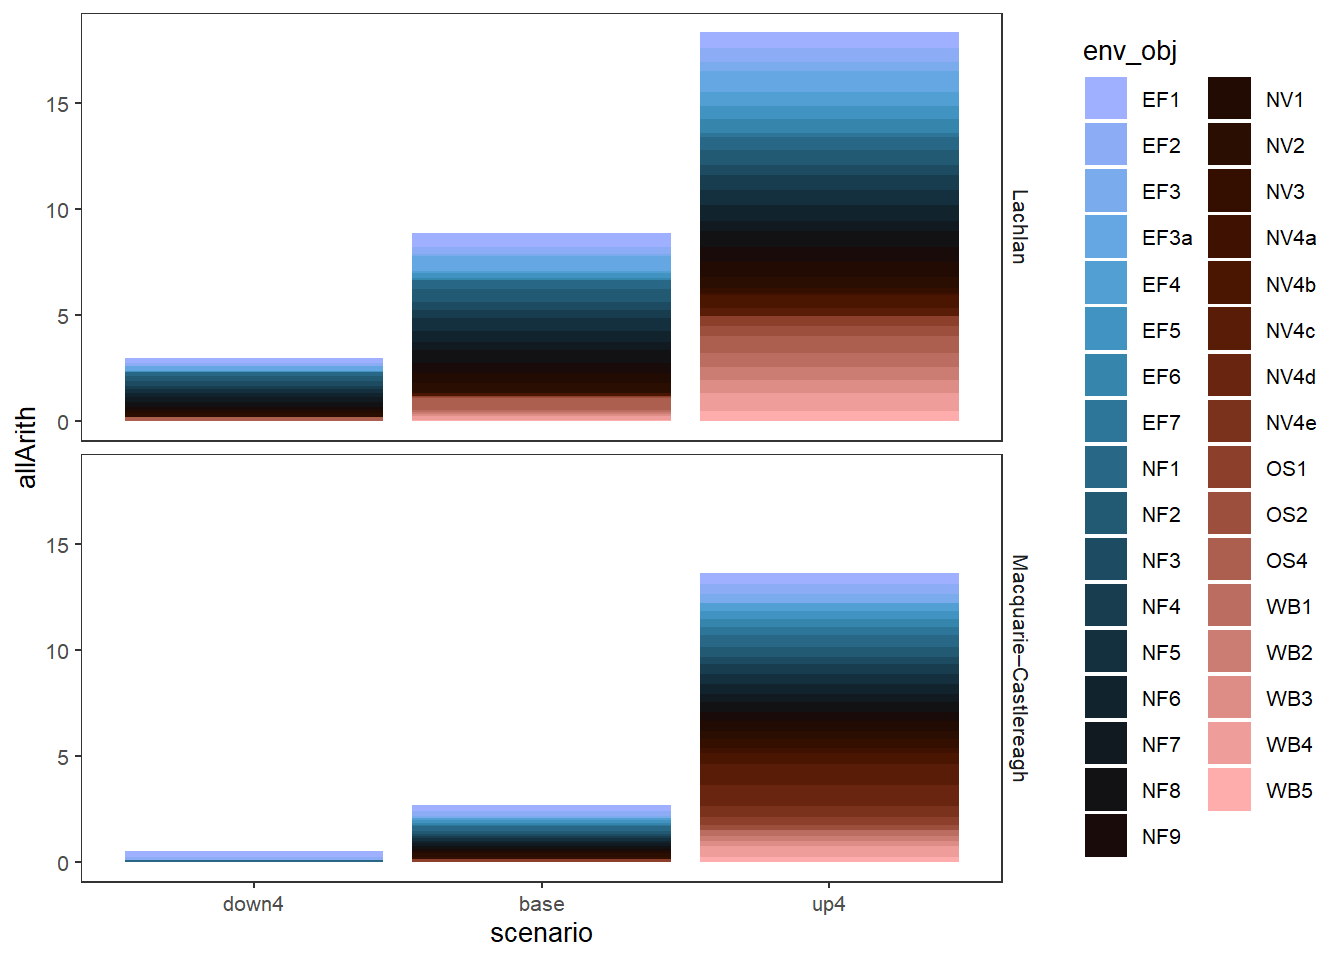 15
10
5
0
Lachlan
15
10
5
0
Macquarie–Castlereagh
allArith
down4
base
up4
scenario
env_obj
EF1
EF2
EF3
EF3a
EF4
EF5
EF6
EF7
NF1
NF2
NF3
NF4
NF5
NF6
NF7
NF8
NF9
NV1
NV2
NV3
NV4a
NV4b
NV4c
NV4d
NV4e
OS1
OS2
OS4
WB1
WB2
WB3
WB4
WB5